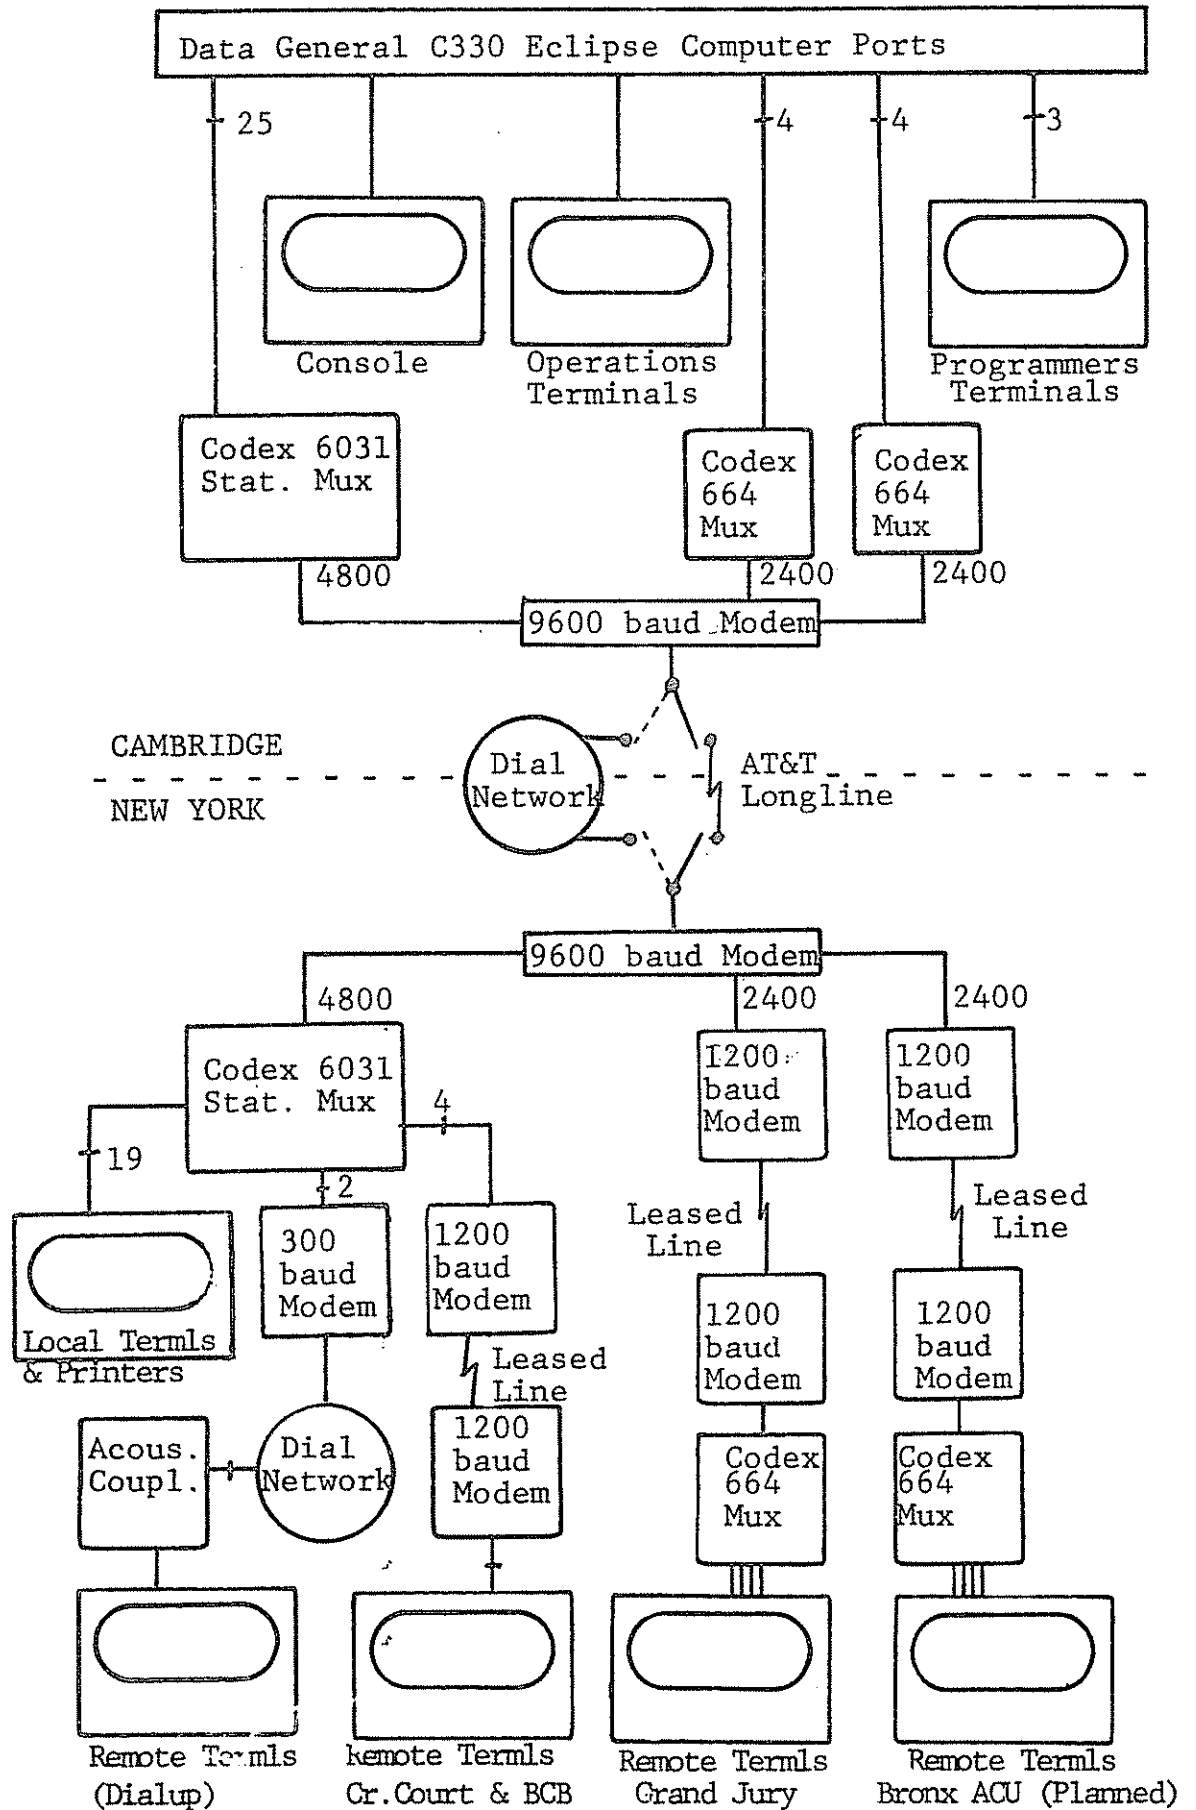 Data General C330 Eclipse Computer Ports
25
4
4
3
Console
Operations
Terminals
Programmers
Terminals
Codex 6031
Stat. Mux
Codex
664
Mux
Codex
664
Mux
4800
2400
2400
9600 baud Modem
CAMBRIDGE
NEW YORK
Dial
Network
AT&T
Longline
9600 baud Modem
4800
2400
2400
Codex 6031
Stat. Mux
4
19
2
1200
baud
Modem
1200
baud
Modem
Leased
Line
Leased
Line
300
baud
Modem
1200
baud
Modem
Local Termls
& Printers
Leased
Line
1200
baud
Modem
1200
baud
Modem
Acous.
Coupl.
Dial
Network
1200
baud
Modem
Codex
664
Mux
Codex
664
Mux
Remote Termls
(Dialup)
Remote Termls
Cr.Court & BCB
Remote Termls
Grand Jury
Remote Termls
Bronx ACU (Planned)